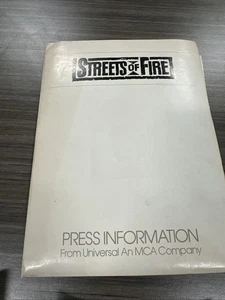 STREETS OF FIRE
PRESS INFORMATION
From Universal An MCA Company